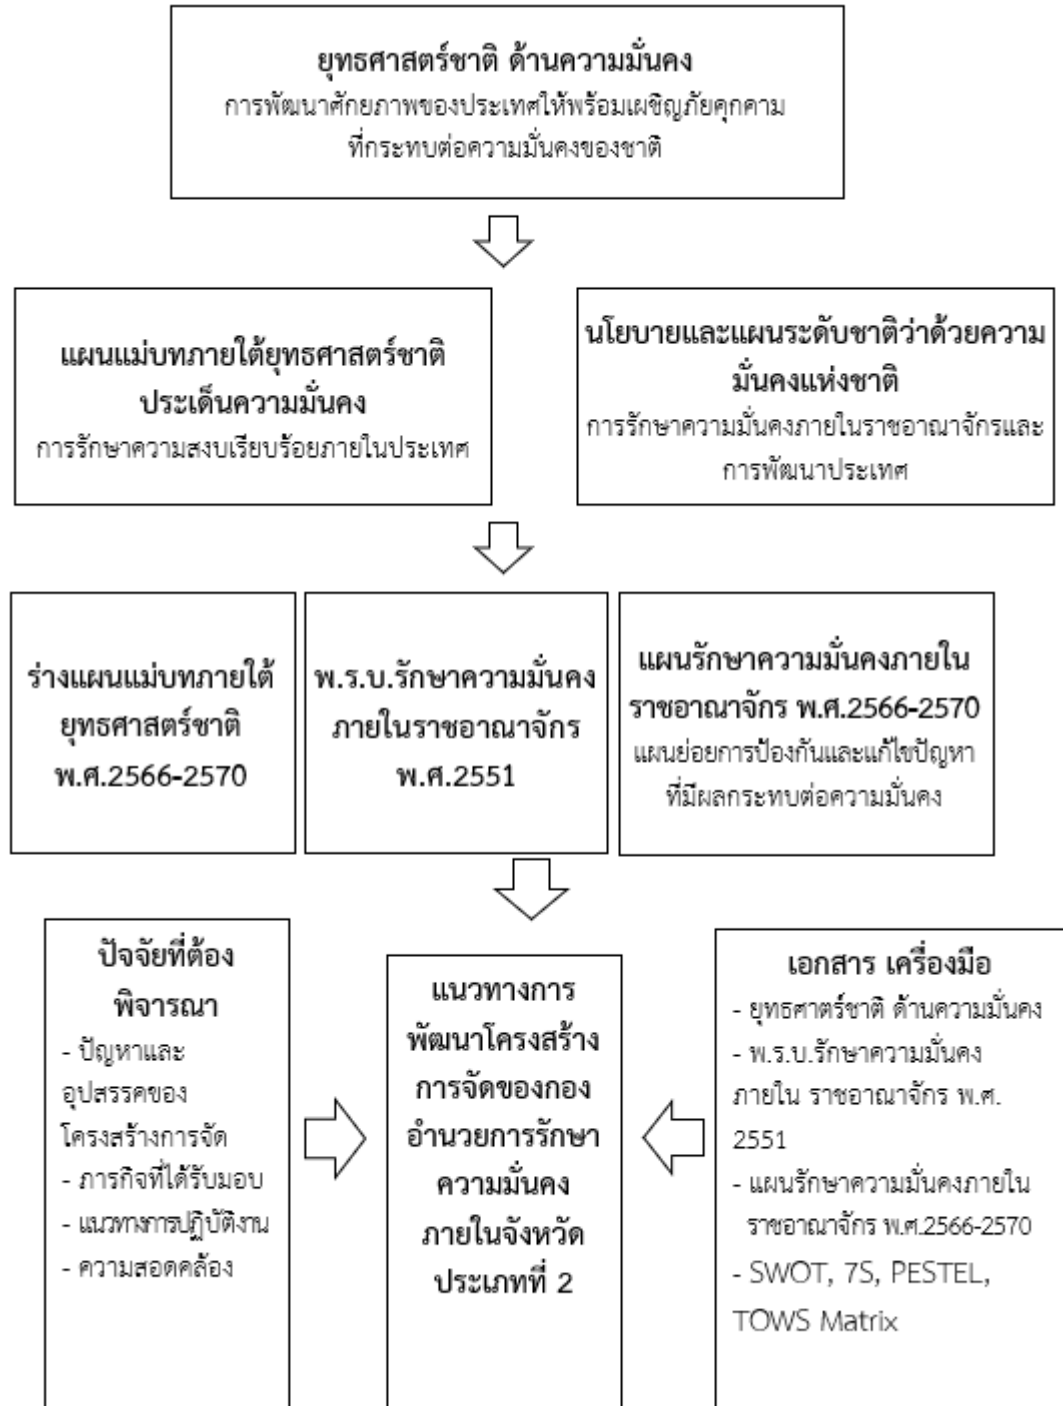 ยุทธศาสตร์ชาติ ด้านความมั่นคง
การพัฒนาศักยภาพของประเทศให้พร้อมเผชิญภัยคุกคาม
ที่กระทบต่อความมั่นคงของชาติ
แผนแม่บทภายใต้ยุทธศาสตร์ชาติ
ประเด็นความมั่นคง
การรักษาความสงบเรียบร้อยภายในประเทศ
นโยบายและแผนระดับชาติว่าด้วยความ
มั่นคงแห่งชาติ
การรักษาความมั่นคงภายในราชอาณาจักรและ
การพัฒนาประเทศ
ร่างแผนแม่บทภายใต้
ยุทธศาสตร์ชาติ
พ.ศ.2566-2570
พ.ร.บ.รักษาความมั่นคง
ภายในราชอาณาจักร
พ.ศ.2551
แผนรักษาความมั่นคงภายใน
ราชอาณาจักร พ.ศ.2566-2570
แผนย่อยการป้องกันและแก้ไขปัญหา
ที่มีผลกระทบต่อความมั่นคง
ปัจจัยที่ต้อง
พิจารณา
- ปัญหาและ
อุปสรรคของ
โครงสร้างการจัด
- ภารกิจที่ได้รับมอบ
- แนวทางการปฏิบัติงาน
- ความสอดคล้อง
แนวทางการ
พัฒนาโครงสร้าง
การจัดของกอง
อำนวยการรักษา
ความมั่นคง
ภายในจังหวัด
ประเภทที่ 2
เอกสาร เครื่องมือ
- ยุทธศาตร์ชาติ ด้านความมั่นคง
- พ.ร.บ.รักษาความมั่นคง
ภายใน ราชอาณาจักร พ.ศ.
2551
- แผนรักษาความมั่นคงภายใน
ราชอาณาจักร พ.ศ.2566-2570
- SWOT, 7S, PESTEL,
TOWS Matrix